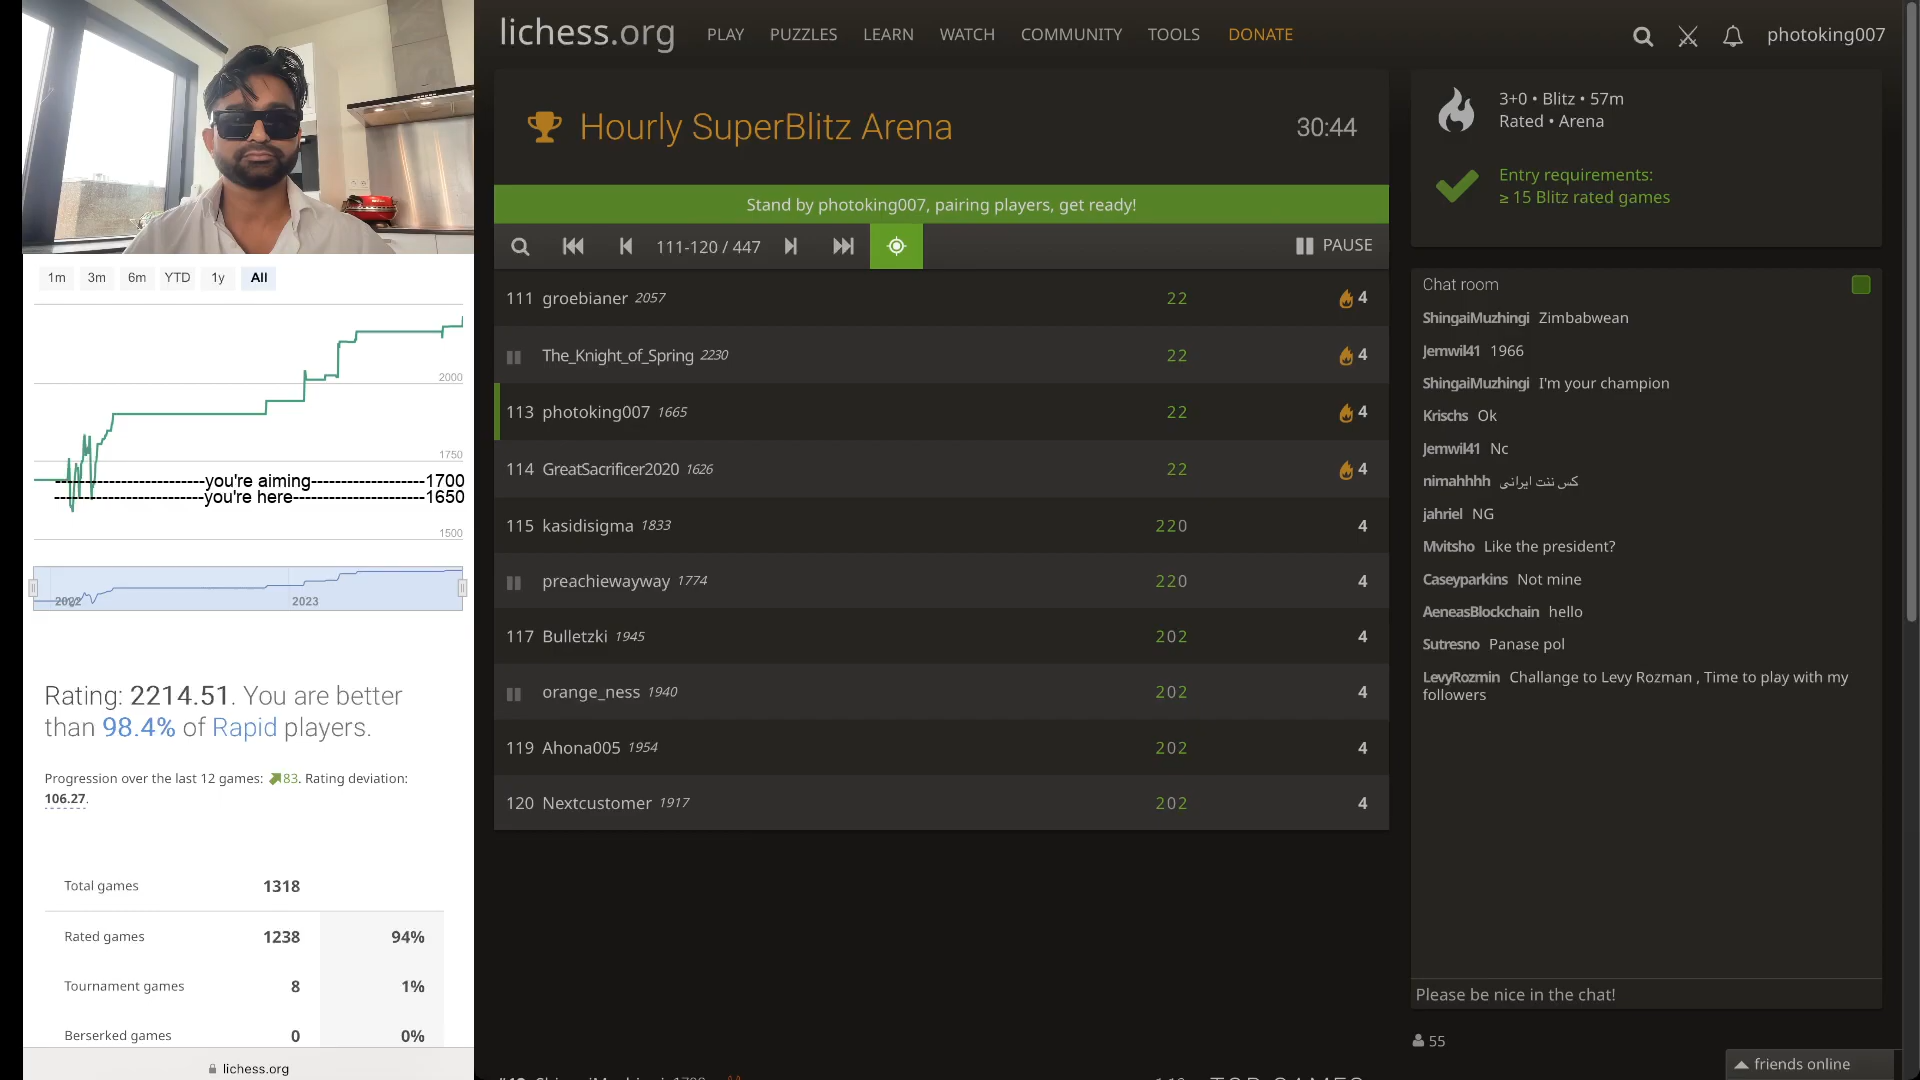 lichess.org
PLAY PUZZLES LEARN WATCH COMMUNITY TOOLS DONATE
photoking007
Hourly SuperBlitz Arena
30:44
Stand by photoking007, pairing players, get ready!
111-120 / 447
PAUSE
111 groebianer 2057 22 4
The_Knight_of_Spring 2230 22 4
113 photoking007 1665 22 4
114 GreatSacrificer2020 1626 22 4
115 kasidisigma 1833 220 4
preachiewayway 1774 220 4
117 Bulletzki 1945 202 4
orange_ness 1940 202 4
119 Ahona005 1954 202 4
120 Nextcustomer 1917 202 4
3+0 • Blitz • 57m
Rated • Arena
Entry requirements:
≥ 15 Blitz rated games
Chat room
ShingaiMuzhingi Zimbabwean
Jemwil41 1966
ShingaiMuzhingi I'm your champion
Krischs Ok
Jemwil41 Nc
nimahhhh کس ننت ایرانی
jahriel NG
Mvitsho Like the president?
Caseyparkins Not mine
AeneasBlockchain hello
Sutresno Panase pol
LevyRozmin Challange to Levy Rozman , Time to play with my
followers
Please be nice in the chat!
55
friends online
1m 3m 6m YTD 1y All
2000
1750
you're aiming 1700
you're here 1650
1500
2022 2023
Rating: 2214.51. You are better
than 98.4% of Rapid players.
Progression over the last 12 games: 83. Rating deviation:
106.27.
Total games 1318
Rated games 1238 94%
Tournament games 8 1%
Berserked games 0 0%
lichess.org